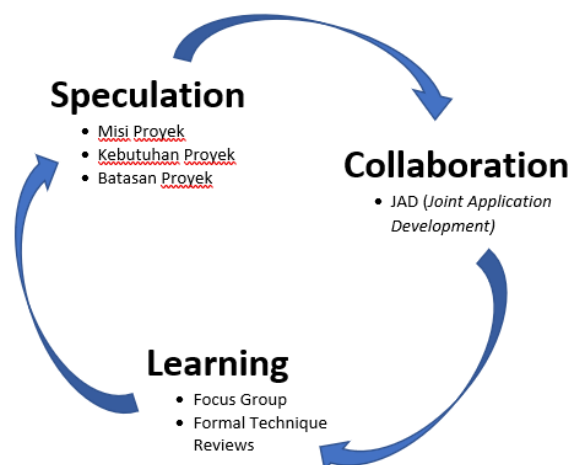 Speculation
• Misi Proyek
• Kebutuhan Proyek
• Batasan Proyek
Collaboration
• JAD (Joint Application
Development)
Learning
• Focus Group
• Formal Technique
Reviews